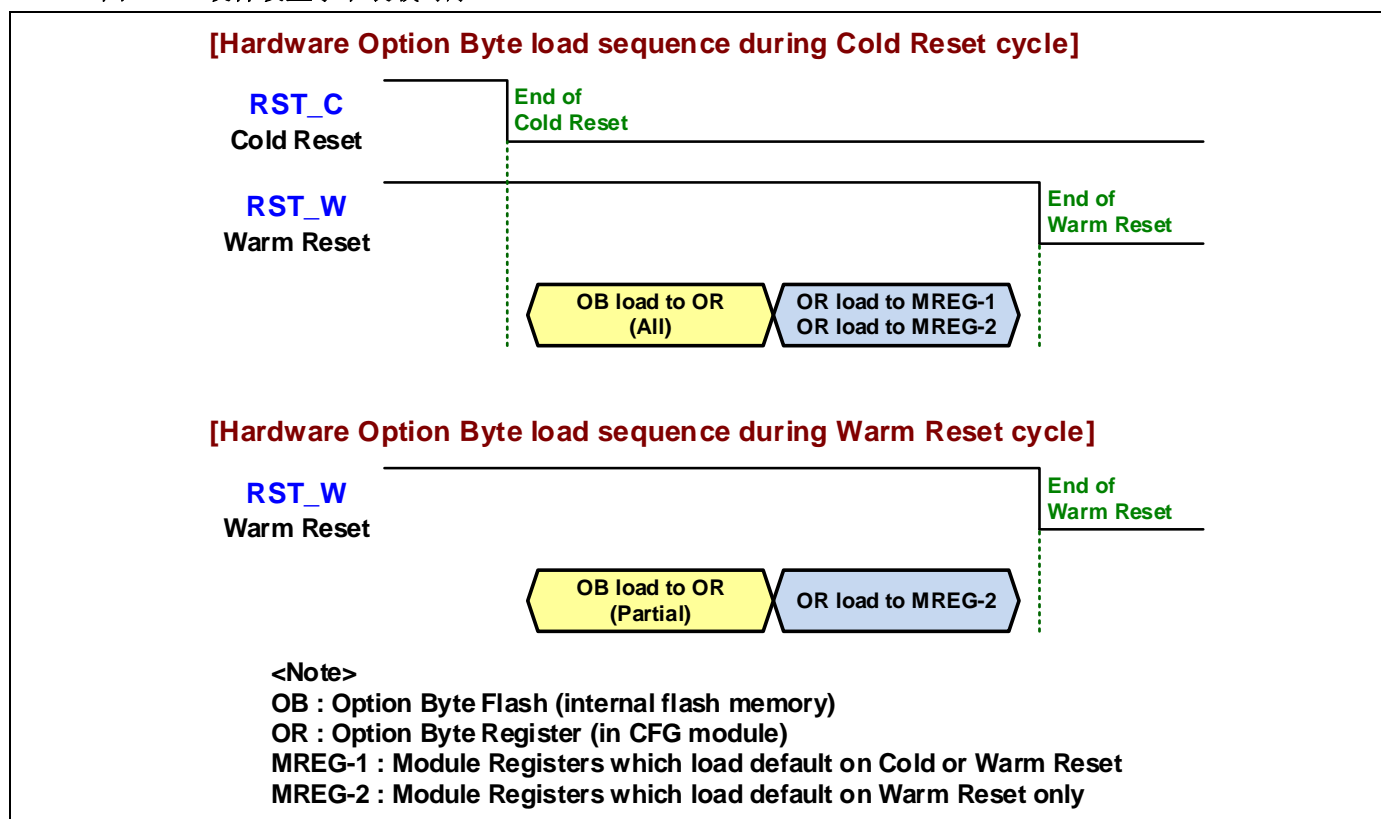 [Hardware Option Byte load sequence during Cold Reset cycle]
RST_C
Cold Reset
End of
Cold Reset
RST_W
Warm Reset
End of
Warm Reset
OB load to OR
(All)
OR load to MREG-1
OR load to MREG-2
[Hardware Option Byte load sequence during Warm Reset cycle]
RST_W
Warm Reset
End of
Warm Reset
OB load to OR
(Partial)
OR load to MREG-2
<Note>
OB : Option Byte Flash (internal flash memory)
OR : Option Byte Register (in CFG module)
MREG-1 : Module Registers which load default on Cold or Warm Reset
MREG-2 : Module Registers which load default on Warm Reset only